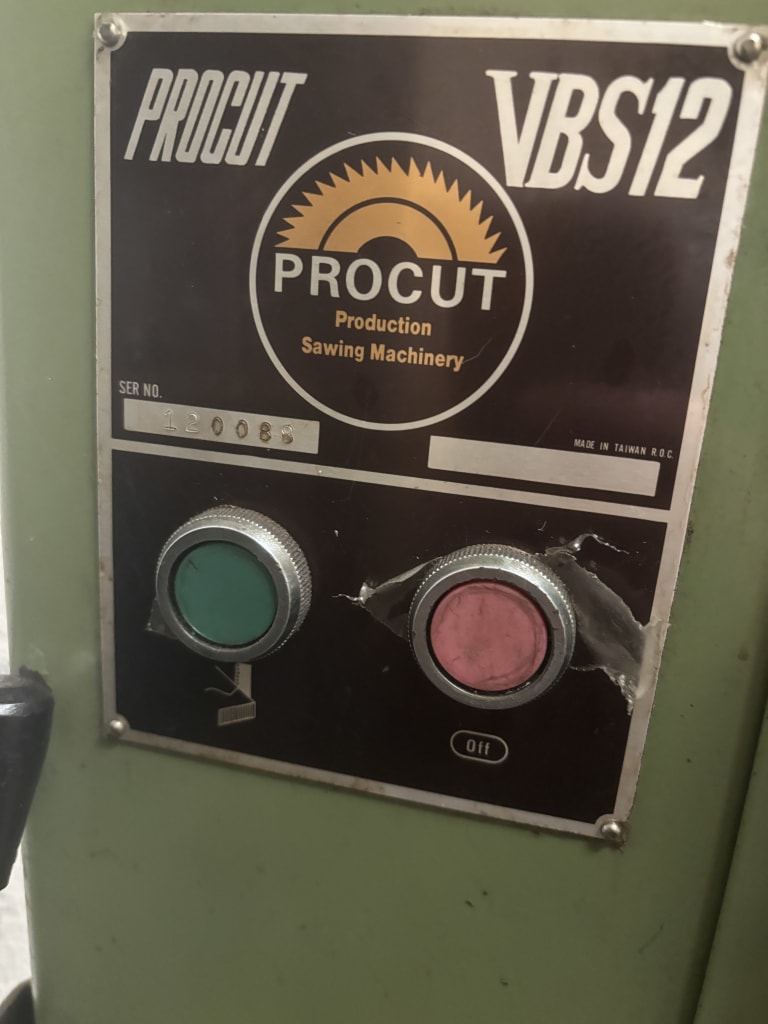 PROCUT
VBS12
PROCUT
Production
Sawing Machinery
SER NO.
MADE IN TAIWAN R.O.C.
Off